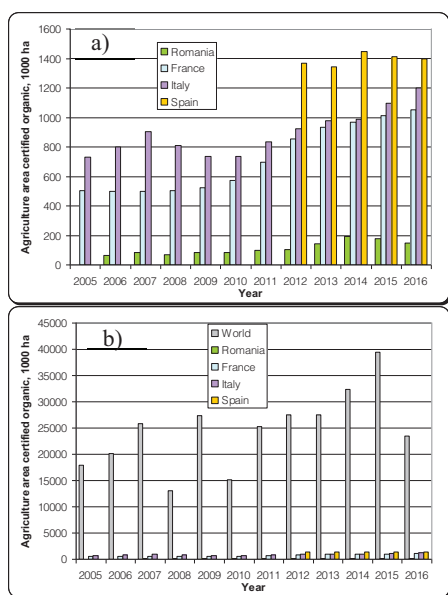 a)
Agriculture area certified organic, 1000 ha
1600
1400
1200
1000
800
600
400
200
0
Romania
France
Italy
Spain
2005 2006 2007 2008 2009 2010 2011 2012 2013 2014 2015 2016
Year
b)
Agriculture area certified organic, 1000 ha
45000
40000
35000
30000
25000
20000
15000
10000
5000
0
World
Romania
France
Italy
Spain
2005 2006 2007 2008 2009 2010 2011 2012 2013 2014 2015 2016
Year